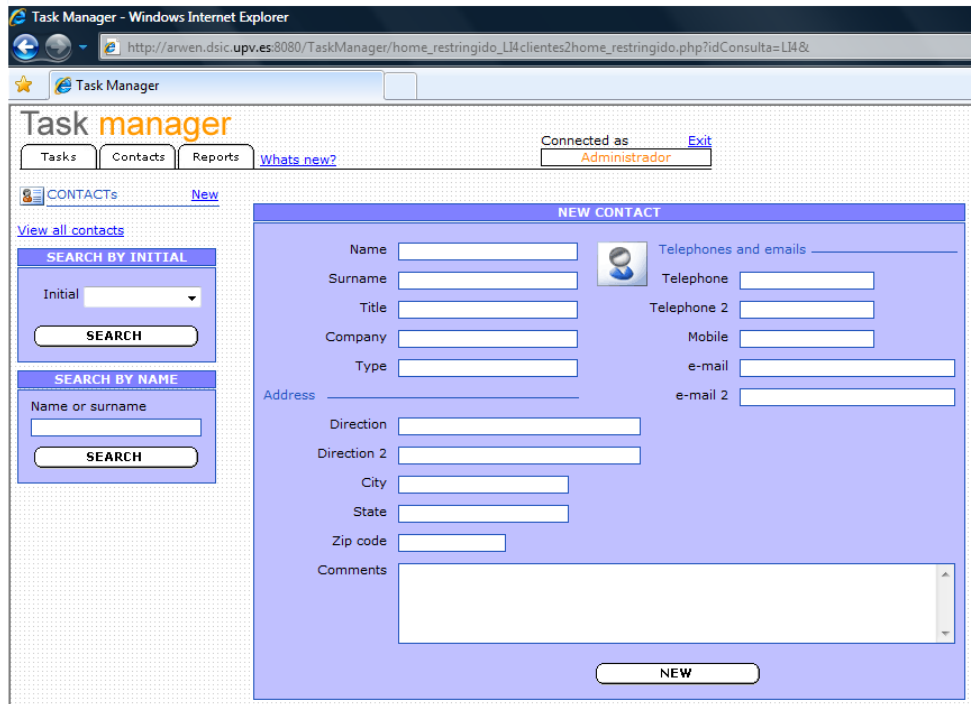 Task Manager - Windows Internet Explorer
http://arwen.dsic.upv.es:8080/TaskManager/home_restringido_LI4clientes2home_restringido.php?idConsulta=LI4&
Task Manager
Task manager
Connected as Exit
Tasks Contacts Reports Whats new? Administrador
CONTACTs New
View all contacts
SEARCH BY INITIAL
Initial
SEARCH
SEARCH BY NAME
Name or surname
SEARCH
NEW CONTACT
Name
Surname
Title
Company
Type
Telephones and emails
Telephone
Telephone 2
Mobile
e-mail
e-mail 2
Address
Direction
Direction 2
City
State
Zip code
Comments
NEW